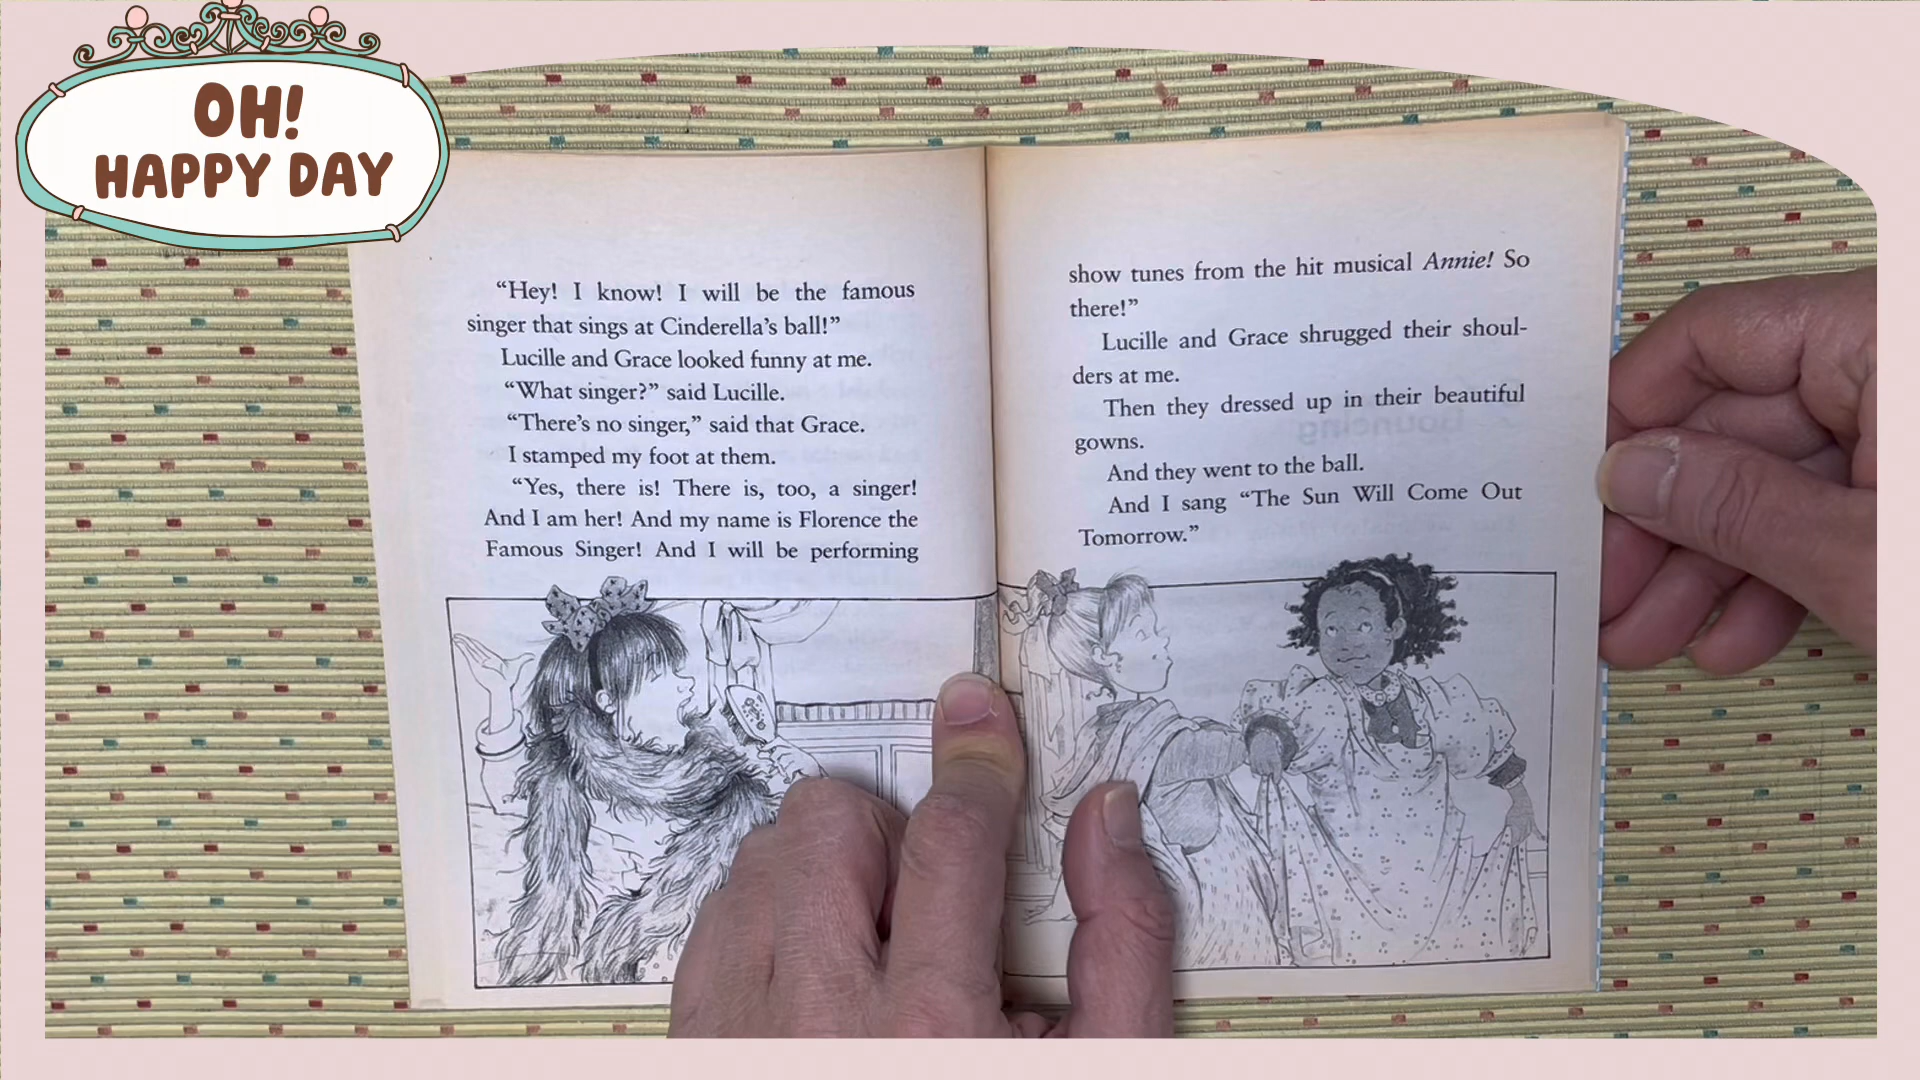 OH!
HAPPY DAY
“Hey! I know! I will be the famous
singer that sings at Cinderella’s ball!”
Lucille and Grace looked funny at me.
“What singer?” said Lucille.
“There’s no singer,” said that Grace.
I stamped my foot at them.
“Yes, there is! There is, too, a singer!
And I am her! And my name is Florence the
Famous Singer! And I will be performing
show tunes from the hit musical Annie! So
there!”
Lucille and Grace shrugged their shoul-
ders at me.
Then they dressed up in their beautiful
gowns.
And they went to the ball.
And I sang “The Sun Will Come Out
Tomorrow.”